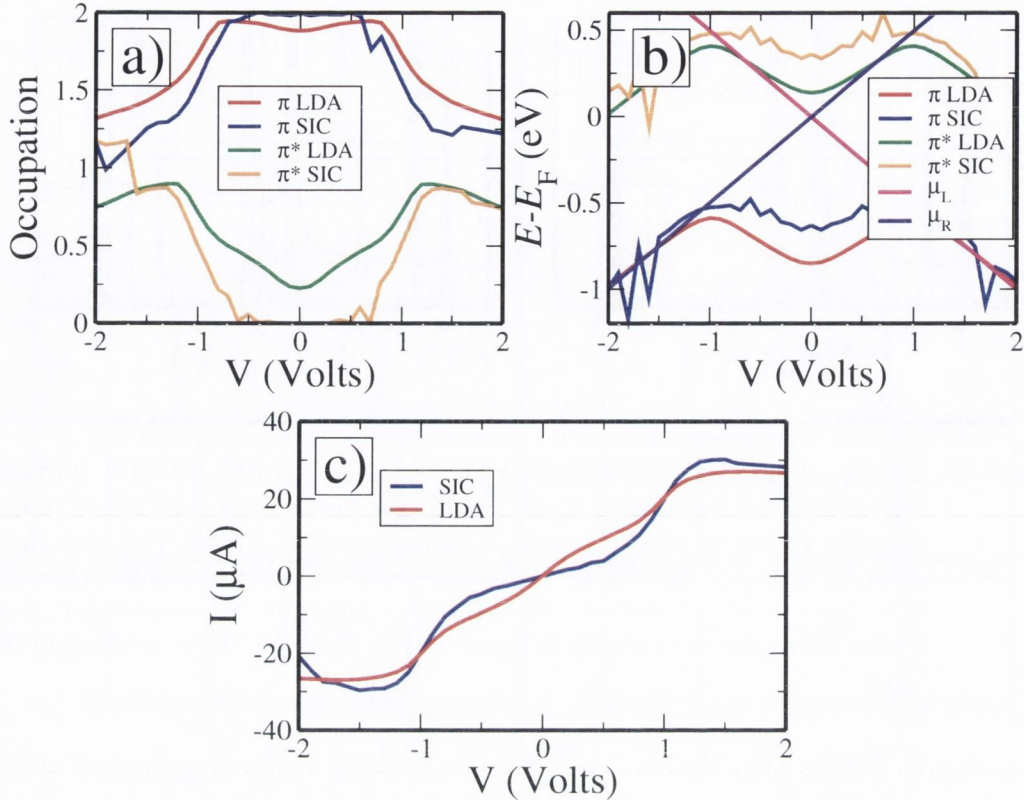 a)
Occupation
2
1.5
1
0.5
0
π LDA
π SIC
π* LDA
π* SIC
-2
-1
0
1
2
V (Volts)
b)
E-E_F (eV)
0.5
0
-0.5
-1
π LDA
π SIC
π* LDA
π* SIC
μ_L
μ_R
-2
-1
0
1
2
V (Volts)
c)
I (μA)
40
20
0
-20
-40
SIC
LDA
-2
-1
0
1
2
V (Volts)